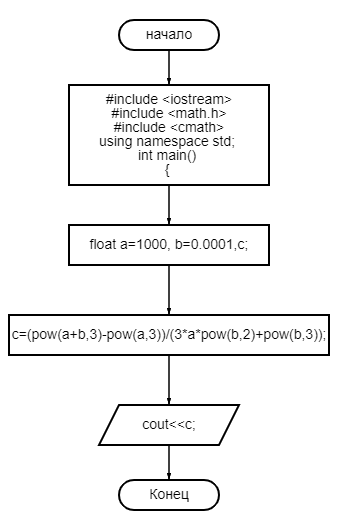 начало
#include <iostream>
#include <math.h>
#include <cmath>
using namespace std;
int main()
{
float a=1000, b=0.0001,c;
c=(pow(a+b,3)-pow(a,3))/(3*a*pow(b,2)+pow(b,3));
cout<<c;
Конец